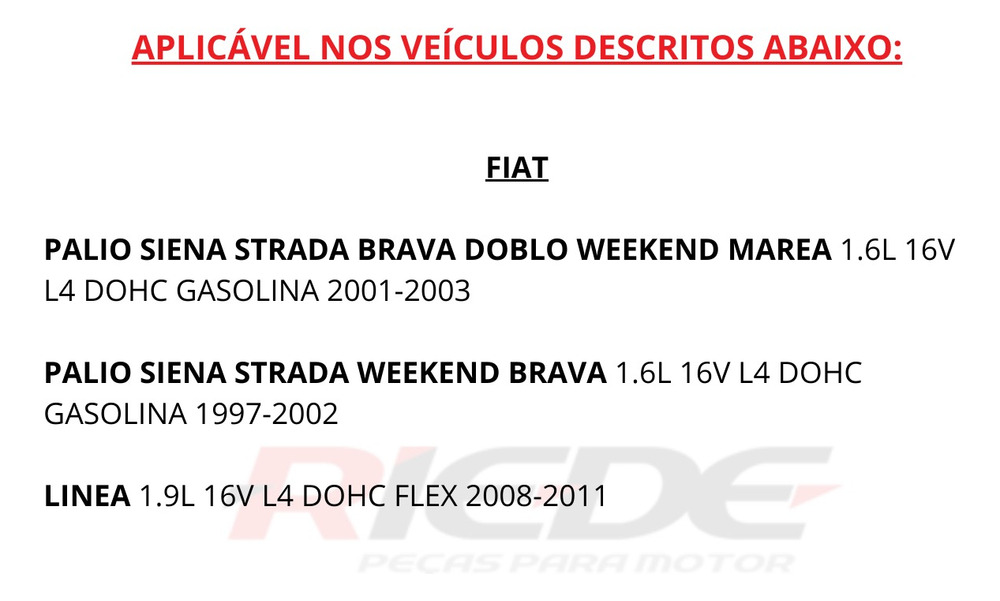 APLICÁVEL NOS VEÍCULOS DESCRITOS ABAIXO:
FIAT
PALIO SIENA STRADA BRAVA DOBLO WEEKEND MAREA 1.6L 16V
L4 DOHC GASOLINA 2001-2003
PALIO SIENA STRADA WEEKEND BRAVA 1.6L 16V L4 DOHC
GASOLINA 1997-2002
LINEA 1.9L 16V L4 DOHC FLEX 2008-2011
RIEDE
PECAS PARA MOTOR